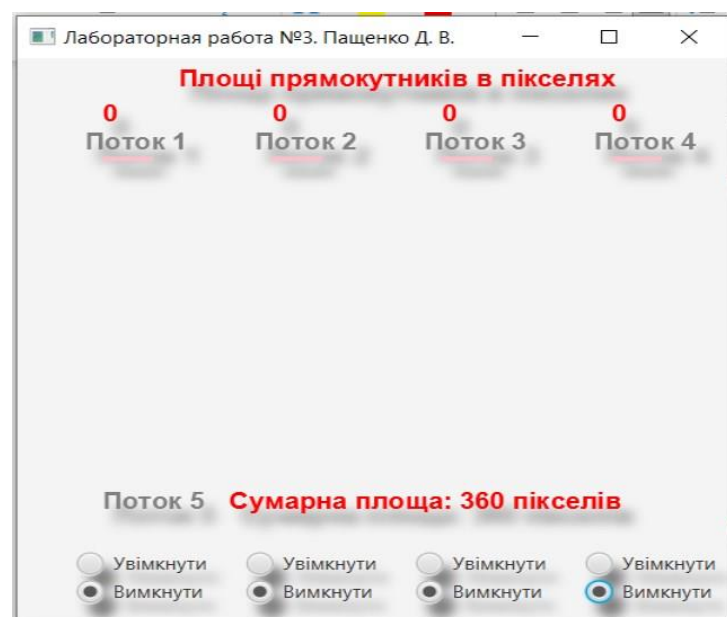 Лабораторная работа №3. Пащенко Д. В.
Площі прямокутників в пікселях
0 0 0 0
Поток 1 Поток 2 Поток 3 Поток 4
Поток 5 Сумарна площа: 360 пікселів
Увімкнути Увімкнути Увімкнути Увімкнути
Вимкнути Вимкнути Вимкнути Вимкнути